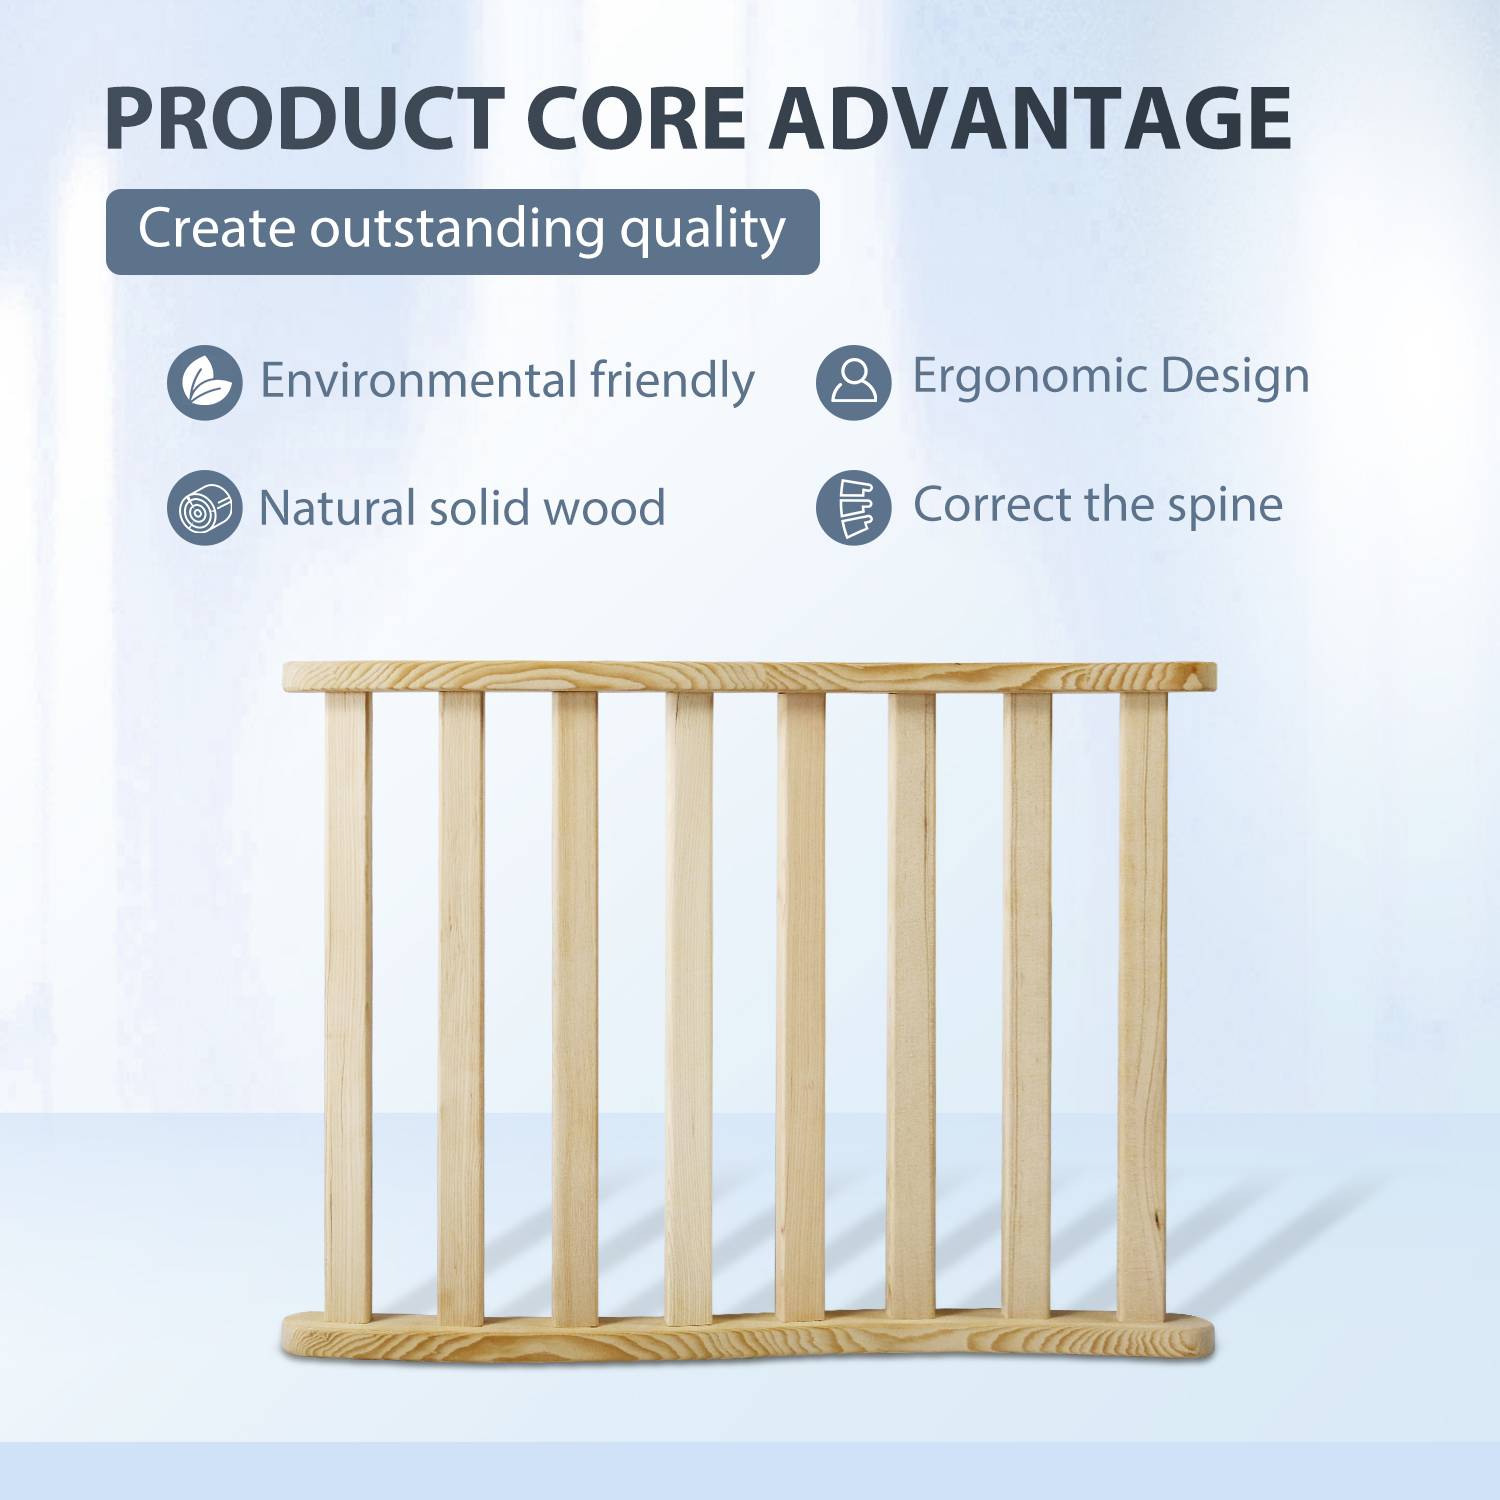 PRODUCT CORE ADVANTAGE
Create outstanding quality
Environmental friendly
Ergonomic Design
Natural solid wood
Correct the spine